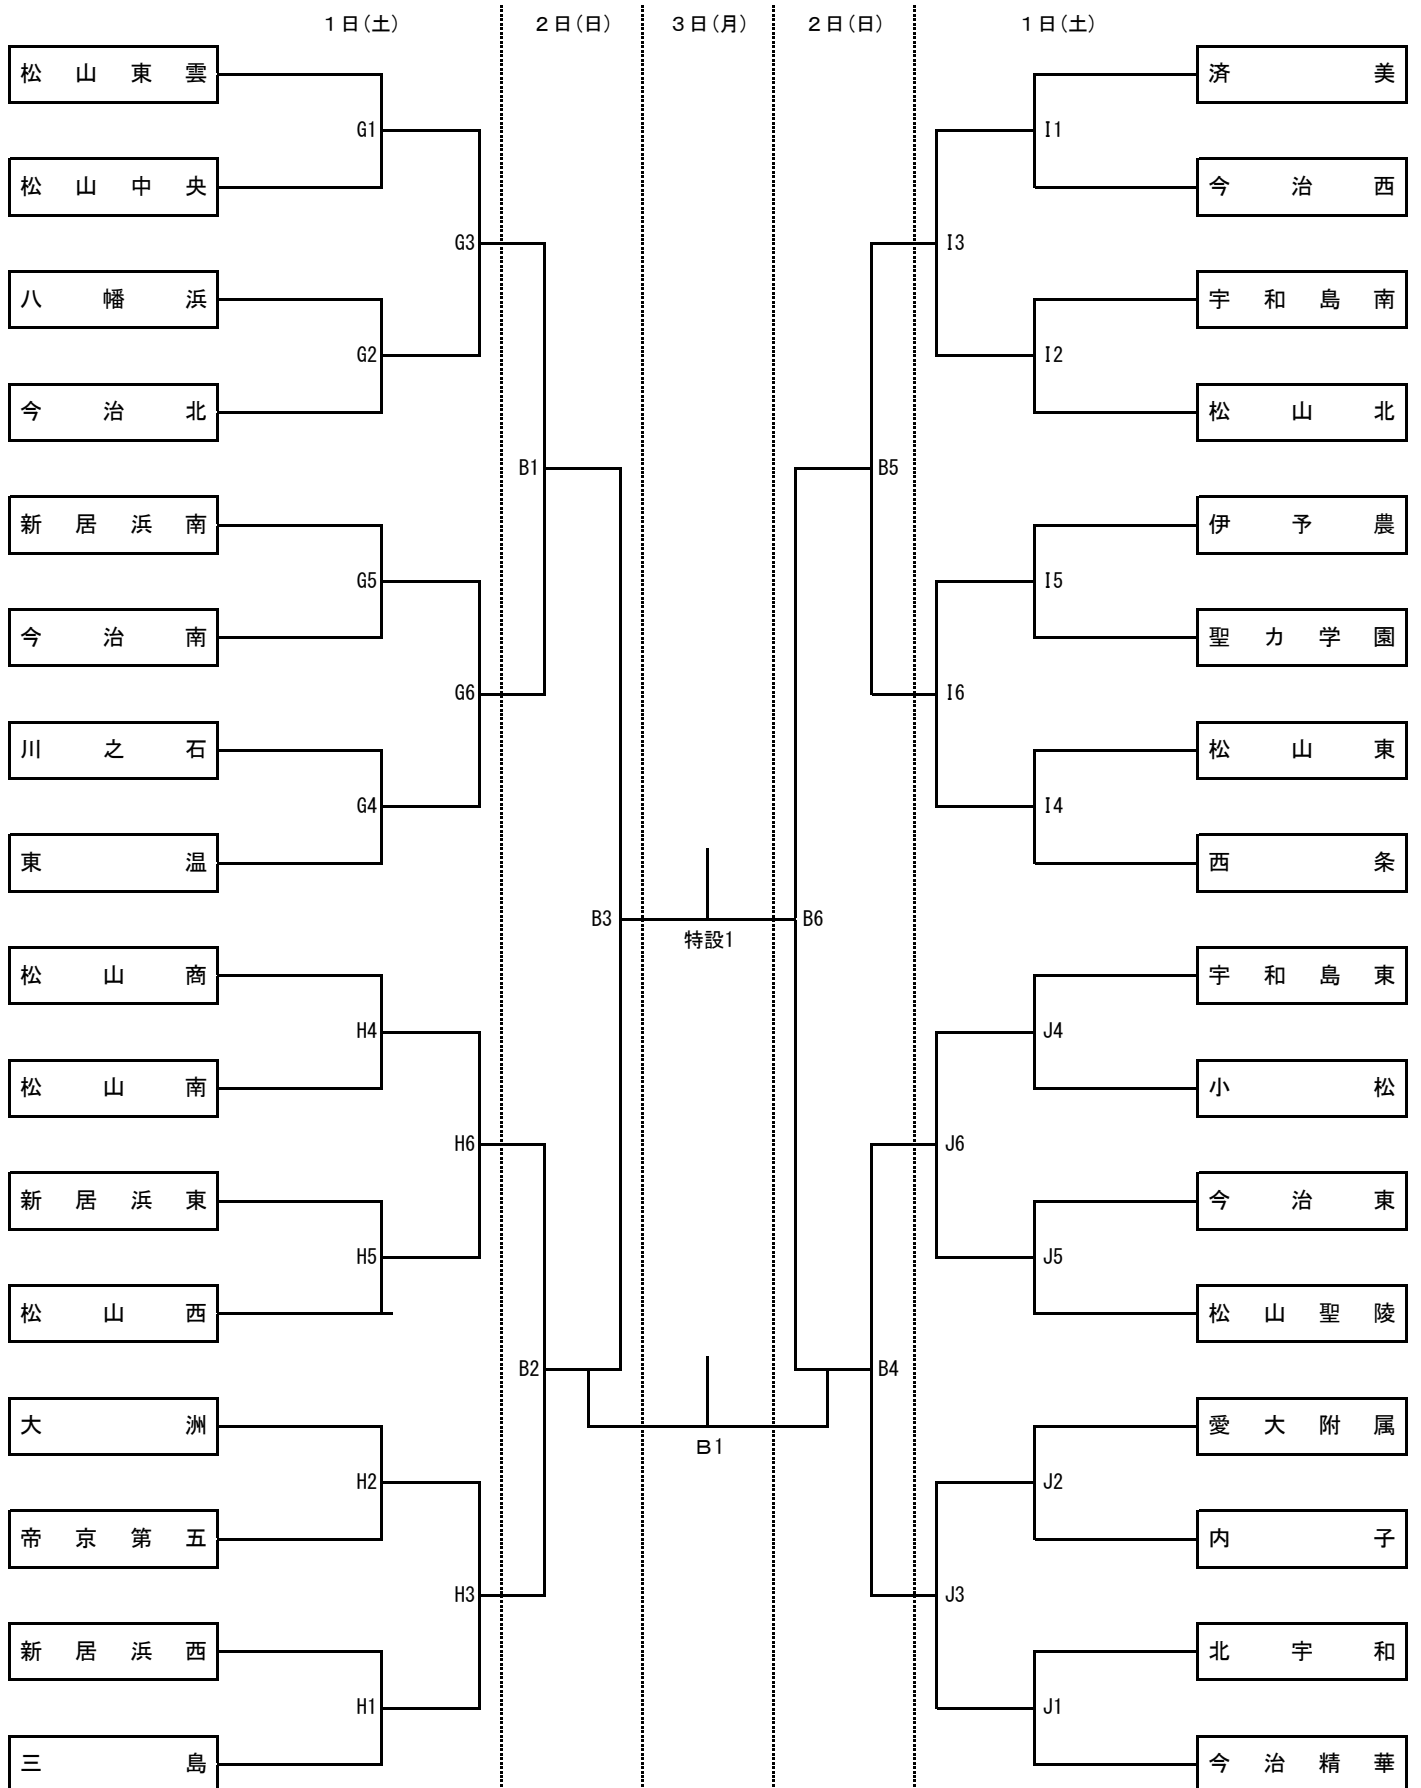 １日(土) ２日(日) ３日(月) ２日(日) １日(土)
松山東雲 済美
G1 I1
松山中央 今治西
G3 I3
八幡浜 宇和島南
G2 I2
今治北 松山北
B1 B5
新居浜南 伊予農
G5 I5
今治南 聖カ学園
G6 I6
川之石 松山東
G4 I4
東温 西条
B3 B6
特設1
松山商 宇和島東
H4 J4
松山南 小松
H6 J6
新居浜東 今治東
H5 J5
松山西 松山聖陵
B2 B4
大洲 愛大附属
Ｂ1
H2 J2
帝京第五 内子
H3 J3
新居浜西 北宇和
H1 J1
三島 今治精華